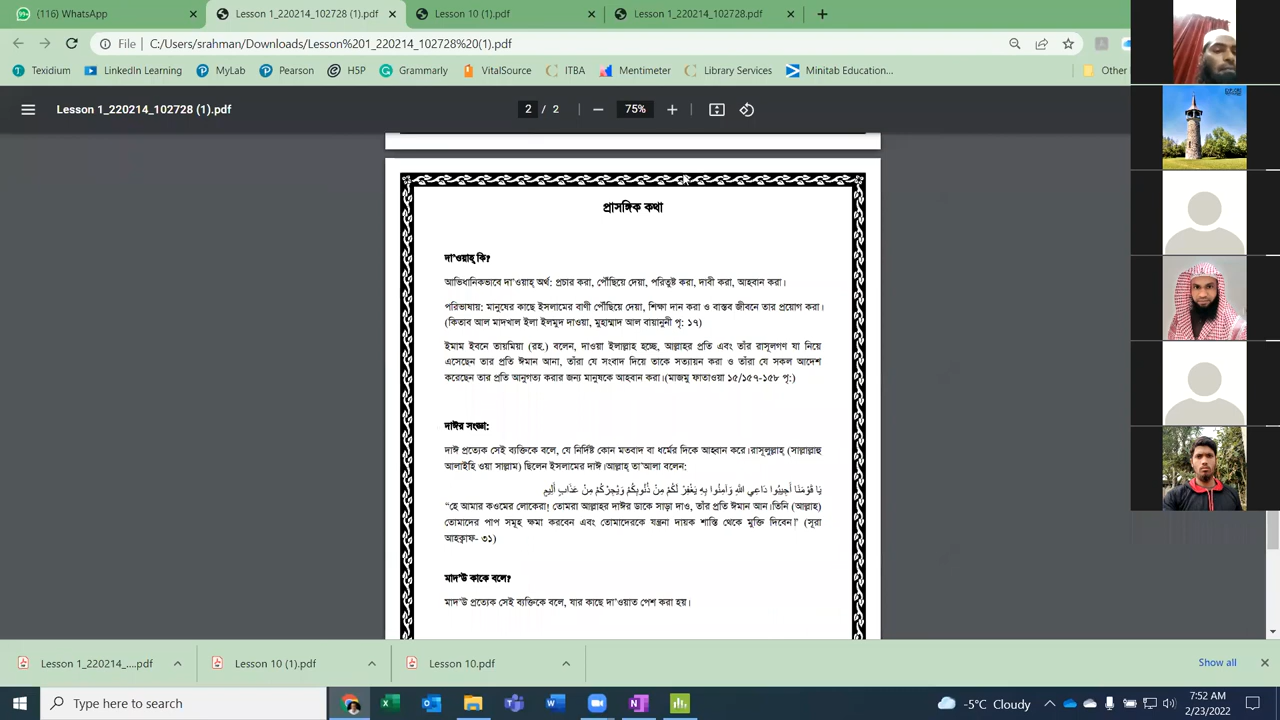 (116) WhatsApp
Lesson 1_220214_102728 (1).pdf
Lesson 10 (1).pdf
Lesson 1_220214_102728.pdf
File
C:/Users/srahman/Downloads/Lesson%201_220214_102728%20(1).pdf
Texidium
LinkedIn Learning
MyLab
Pearson
H5P
Grammarly
VitalSource
ITBA
Mentimeter
Library Services
Minitab Education...
Other
Lesson 1_220214_102728 (1).pdf
2 / 2
75%
প্রাসঙ্গিক কথা
দা'ওয়াহ্ কি?
আভিধানিকভাবে দা'ওয়াহ্ অর্থ: প্রচার করা, পৌঁছিয়ে দেয়া, পরিতুষ্ট করা, দাবী করা, আহবান করা।
পরিভাষায়: মানুষের কাছে ইসলামের বাণী পৌঁছিয়ে দেয়া, শিক্ষা দান করা ও বাস্তব জীবনে তার প্রয়োগ করা।
(কিতাব আল মাদখাল ইলা ইলমুদ দাওয়া, মুহাম্মাদ আল বায়ানুনী পৃ: ১৭)
ইমাম ইবনে তায়মিয়া (রহ.) বলেন, দাওয়া ইলাল্লাহ হচ্ছে, আল্লাহর প্রতি এবং তাঁর রাসূলগণ যা নিয়ে
এসেছেন তার প্রতি ঈমান আনা, তাঁরা যে সংবাদ দিয়ে তাকে সত্যায়ন করা ও তাঁরা যে সকল আদেশ
করেছেন তার প্রতি আনুগত্য করার জন্য মানুষকে আহবান করা।(মাজমু ফাতাওয়া ১৫/১৫৭-১৫৮ পৃ:)
দাঈর সংজ্ঞা:
দাঈ প্রত্যেক সেই ব্যক্তিকে বলে, যে নির্দিষ্ট কোন মতবাদ বা ধর্মের দিকে আহ্বান করে।রাসূলুল্লাহ্ (সাল্লাল্লাহু
আলাইহি ওয়া সাল্লাম) ছিলেন ইসলামের দাঈ।আল্লাহ্ তা'আলা বলেন:
يَا قَوْمَنَا أَجِيبُوا دَاعِيَ اللَّهِ وَآمِنُوا بِهِ يَغْفِرْ لَكُمْ مِنْ ذُنُوبِكُمْ وَيُجِرْكُمْ مِنْ عَذَابٍ أَلِيمٍ
“হে আমার কওমের লোকেরা! তোমরা আল্লাহর দাঈর ডাকে সাড়া দাও, তাঁর প্রতি ঈমান আন।তিনি (আল্লাহ)
তোমাদের পাপ সমূহ ক্ষমা করবেন এবং তোমাদেরকে যন্ত্রনা দায়ক শাস্তি থেকে মুক্তি দিবেন।” (সূরা
আহক্বাফ- ৩১)
মাদ'উ কাকে বলে?
মাদ'উ প্রত্যেক সেই ব্যক্তিকে বলে, যার কাছে দা'ওয়াত পেশ করা হয়।
Lesson 1_220214_....pdf
Lesson 10 (1).pdf
Lesson 10.pdf
Show all
Type here to search
-5°C Cloudy
7:52 AM
2/23/2022